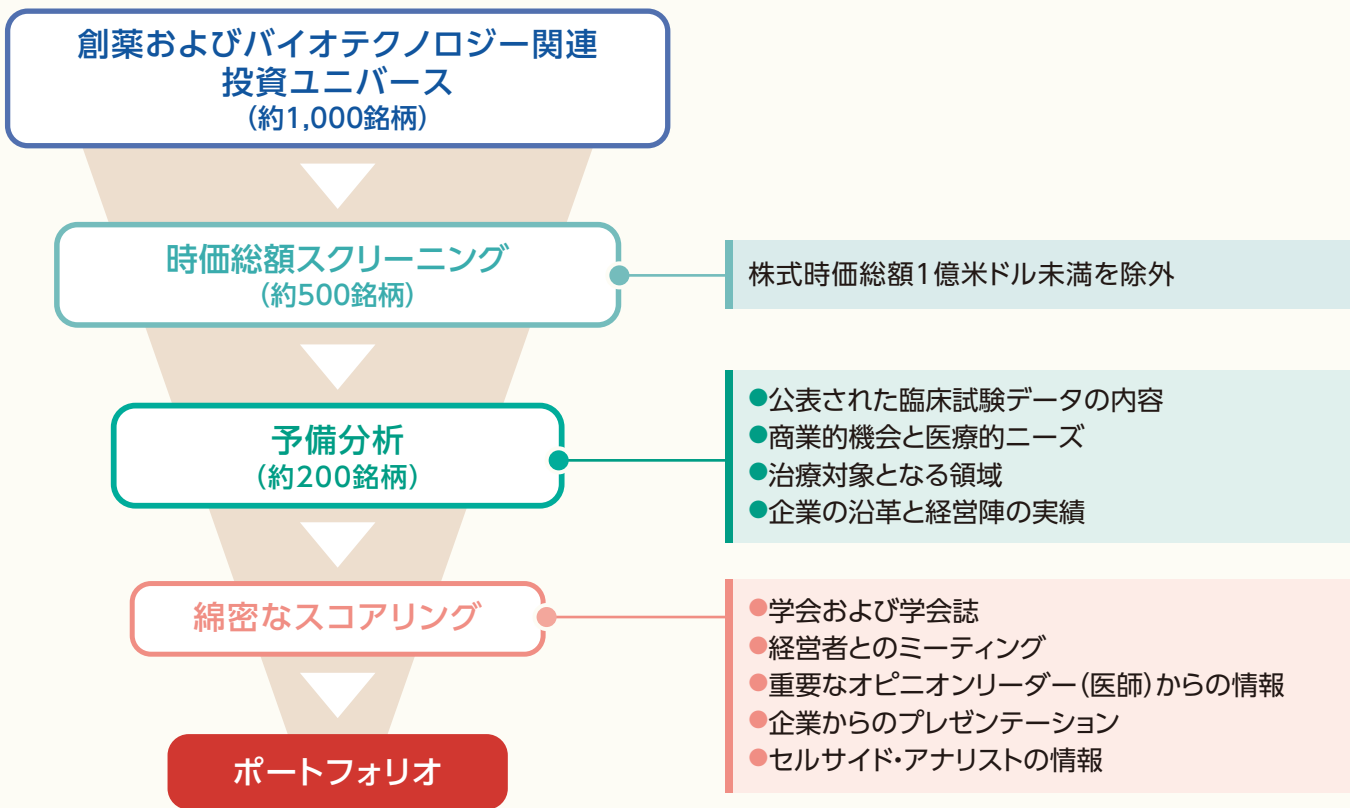 創薬およびバイオテクノロジー関連
投資ユニバース
(約1,000銘柄)
時価総額スクリーニング
(約500銘柄)
株式時価総額1億米ドル未満を除外
予備分析
(約200銘柄)
●公表された臨床試験データの内容
●商業的機会と医療的ニーズ
●治療対象となる領域
●企業の沿革と経営陣の実績
綿密なスコアリング
●学会および学会誌
●経営者とのミーティング
●重要なオピニオンリーダー(医師)からの情報
●企業からのプレゼンテーション
●セルサイド・アナリストの情報
ポートフォリオ